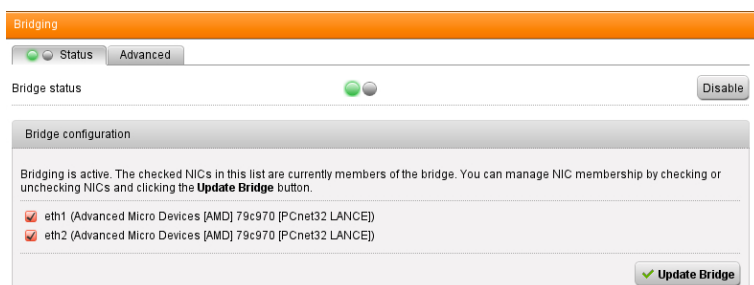 Bridging
Status Advanced
Bridge status Disable
Bridge configuration
Bridging is active. The checked NICs in this list are currently members of the bridge. You can manage NIC membership by checking or
unchecking NICs and clicking the Update Bridge button.
eth1 (Advanced Micro Devices [AMD] 79c970 [PCnet32 LANCE])
eth2 (Advanced Micro Devices [AMD] 79c970 [PCnet32 LANCE])
Update Bridge